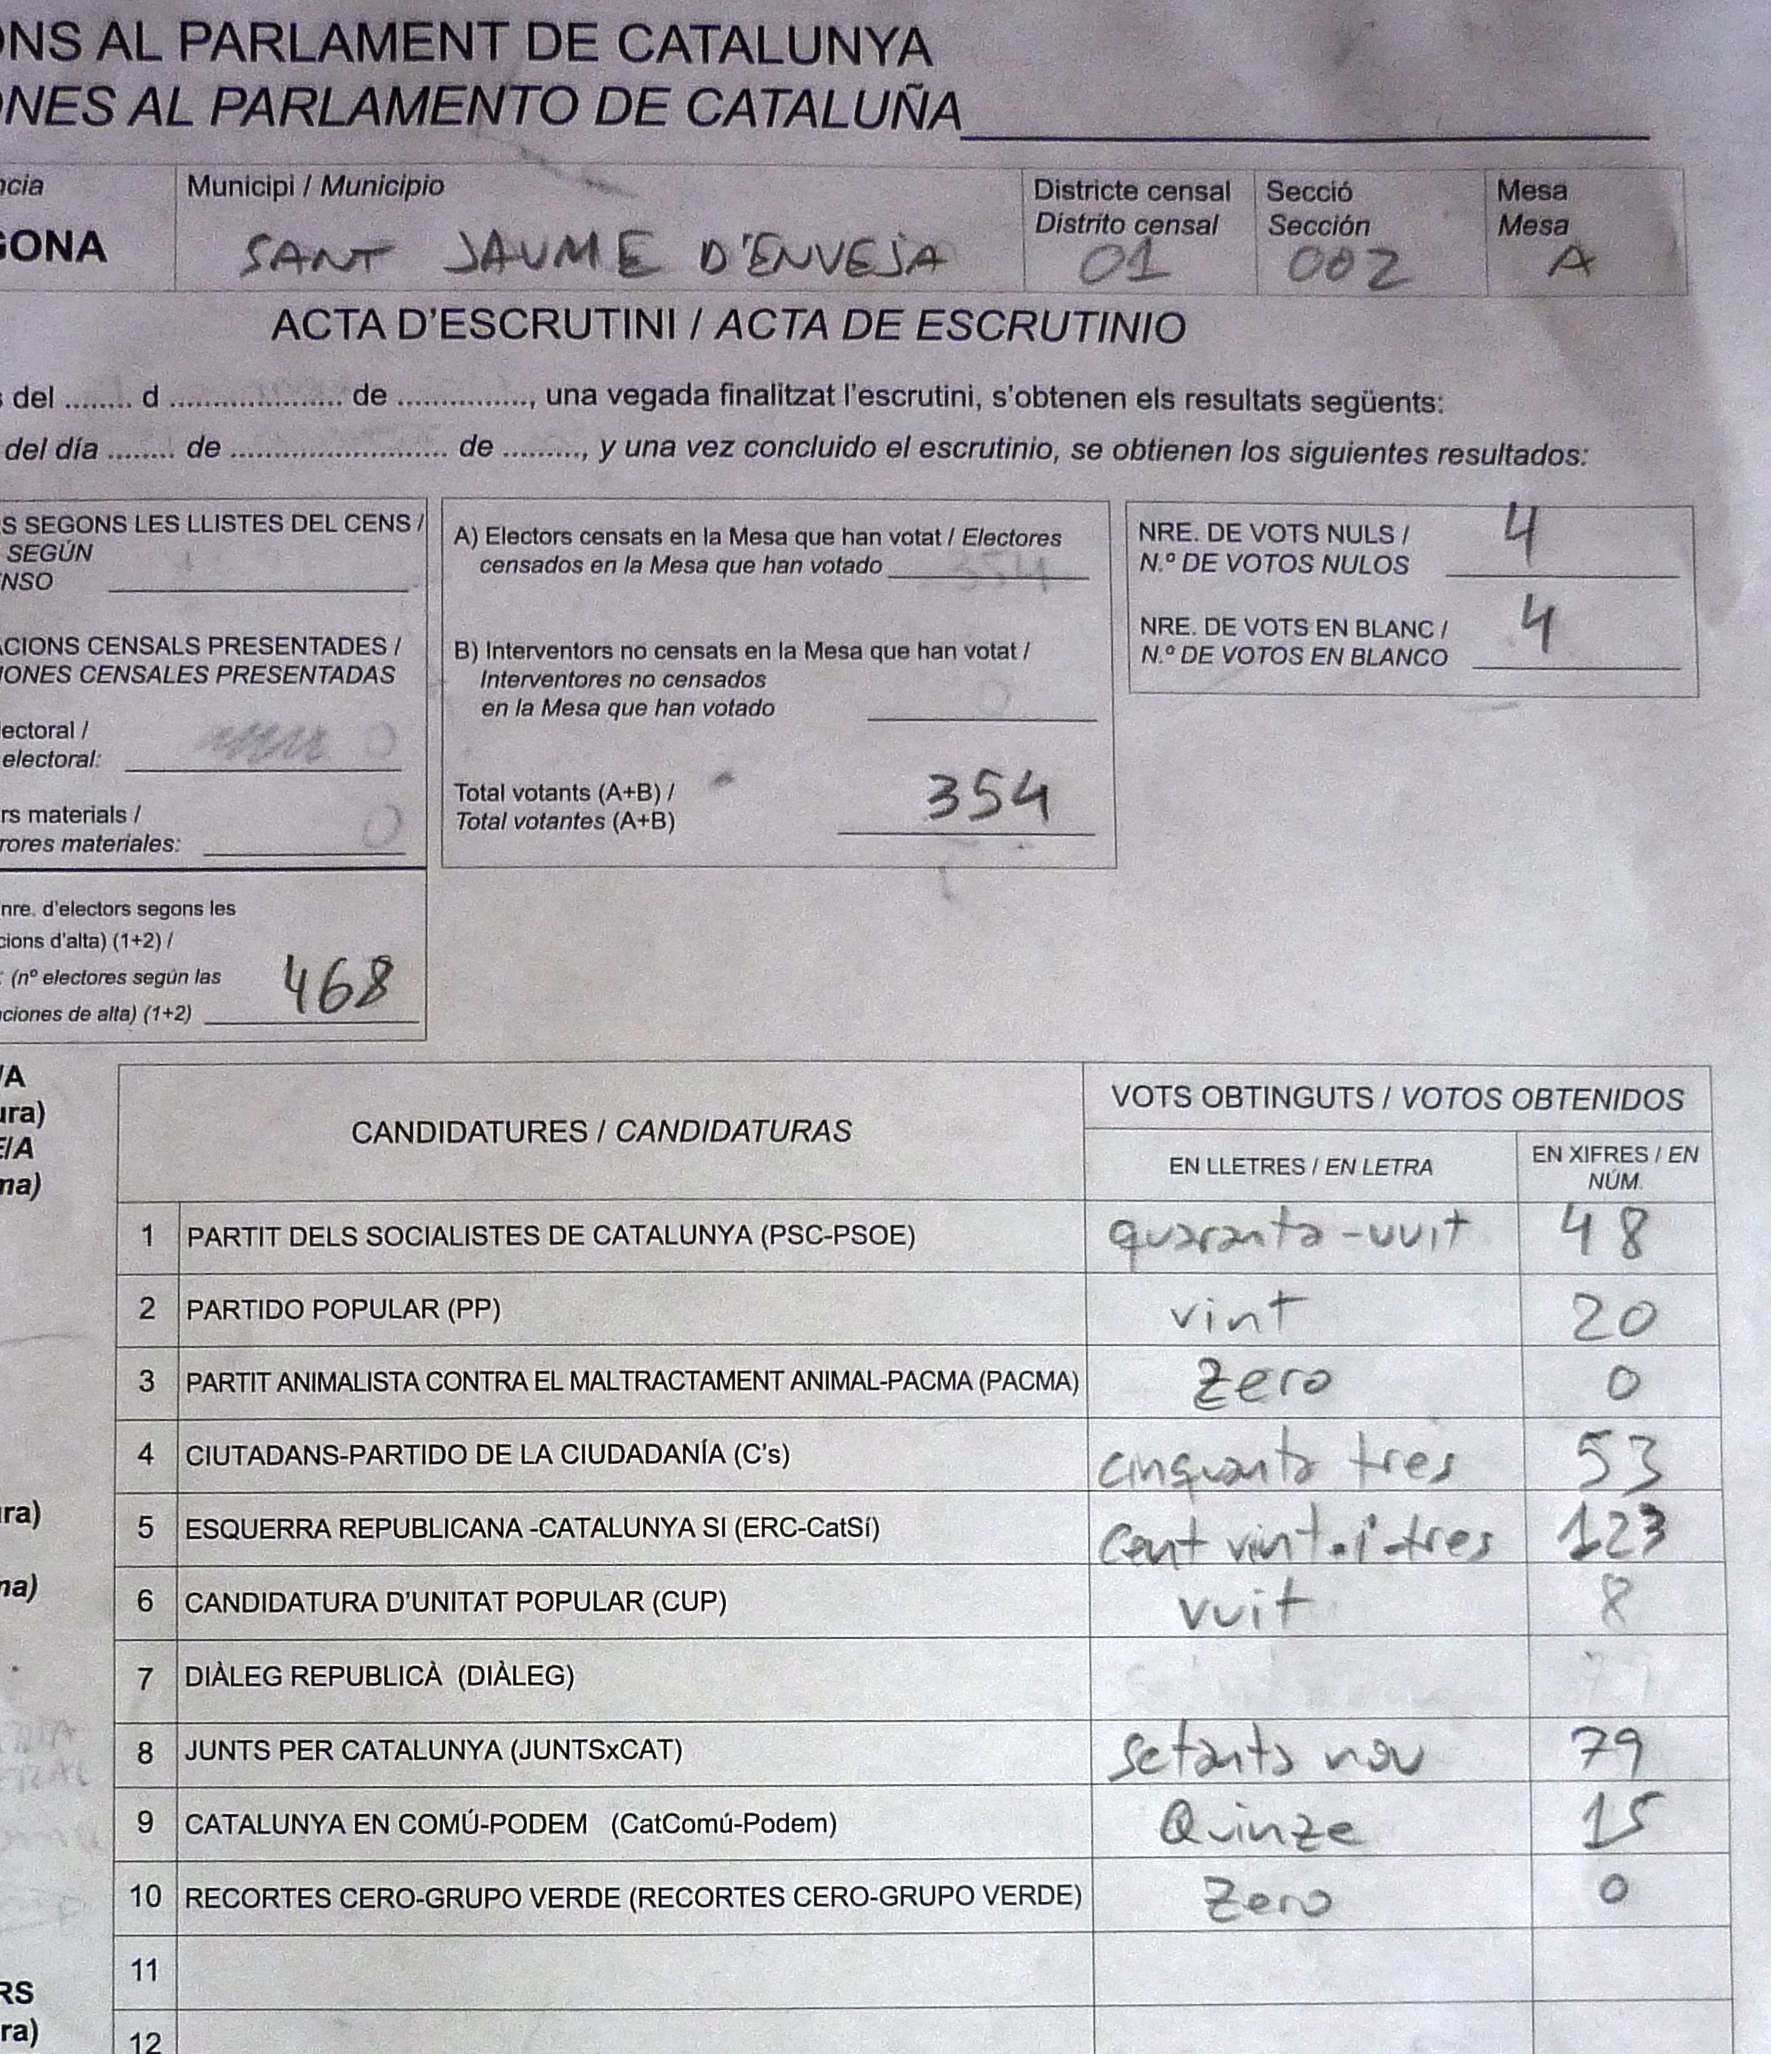 ONS AL PARLAMENT DE CATALUNYA
ONES AL PARLAMENTO DE CATALUÑA
ncia Municipi / Municipio Districte censal Secció Mesa
Distrito censal Sección Mesa
GONA SANT JAUME D'ENVEJA 01 002 A
ACTA D'ESCRUTINI / ACTA DE ESCRUTINIO
del ........ d ..................... de ................, una vegada finalitzat l'escrutini, s'obtenen els resultats següents:
del día ........ de .......................... de ........., y una vez concluido el escrutinio, se obtienen los siguientes resultados:
S SEGONS LES LLISTES DEL CENS /
SEGÚN
NSO
ACIONS CENSALS PRESENTADES /
IONES CENSALES PRESENTADAS
lectoral /
electoral: 0
rs materials /
rrores materiales: 0
nre. d'electors segons les
cions d'alta) (1+2) /
(nº electores según las
ciones de alta) (1+2) 468
A) Electors censats en la Mesa que han votat / Electores
censados en la Mesa que han votado 354
B) Interventors no censats en la Mesa que han votat /
Interventores no censados
en la Mesa que han votado 0
Total votants (A+B) /
Total votantes (A+B) 354
NRE. DE VOTS NULS / 4
N.º DE VOTOS NULOS
NRE. DE VOTS EN BLANC / 4
N.º DE VOTOS EN BLANCO
/A
ura)
E/A
ma)
ra)
ma)
RS
ra)
CANDIDATURES / CANDIDATURAS VOTS OBTINGUTS / VOTOS OBTENIDOS
EN LLETRES / EN LETRA EN XIFRES / EN
NÚM.
1 PARTIT DELS SOCIALISTES DE CATALUNYA (PSC-PSOE) quaranta-vuit 48
2 PARTIDO POPULAR (PP) vint 20
3 PARTIT ANIMALISTA CONTRA EL MALTRACTAMENT ANIMAL-PACMA (PACMA) Zero 0
4 CIUTADANS-PARTIDO DE LA CIUDADANÍA (C's) cinquanta tres 53
5 ESQUERRA REPUBLICANA -CATALUNYA SI (ERC-CatSí) Cent vint-i-tres 123
6 CANDIDATURA D'UNITAT POPULAR (CUP) vuit 8
7 DIÀLEG REPUBLICÀ (DIÀLEG)
8 JUNTS PER CATALUNYA (JUNTSxCAT) setanta nou 79
9 CATALUNYA EN COMÚ-PODEM (CatComú-Podem) Quinze 15
10 RECORTES CERO-GRUPO VERDE (RECORTES CERO-GRUPO VERDE) Zero 0
11
12